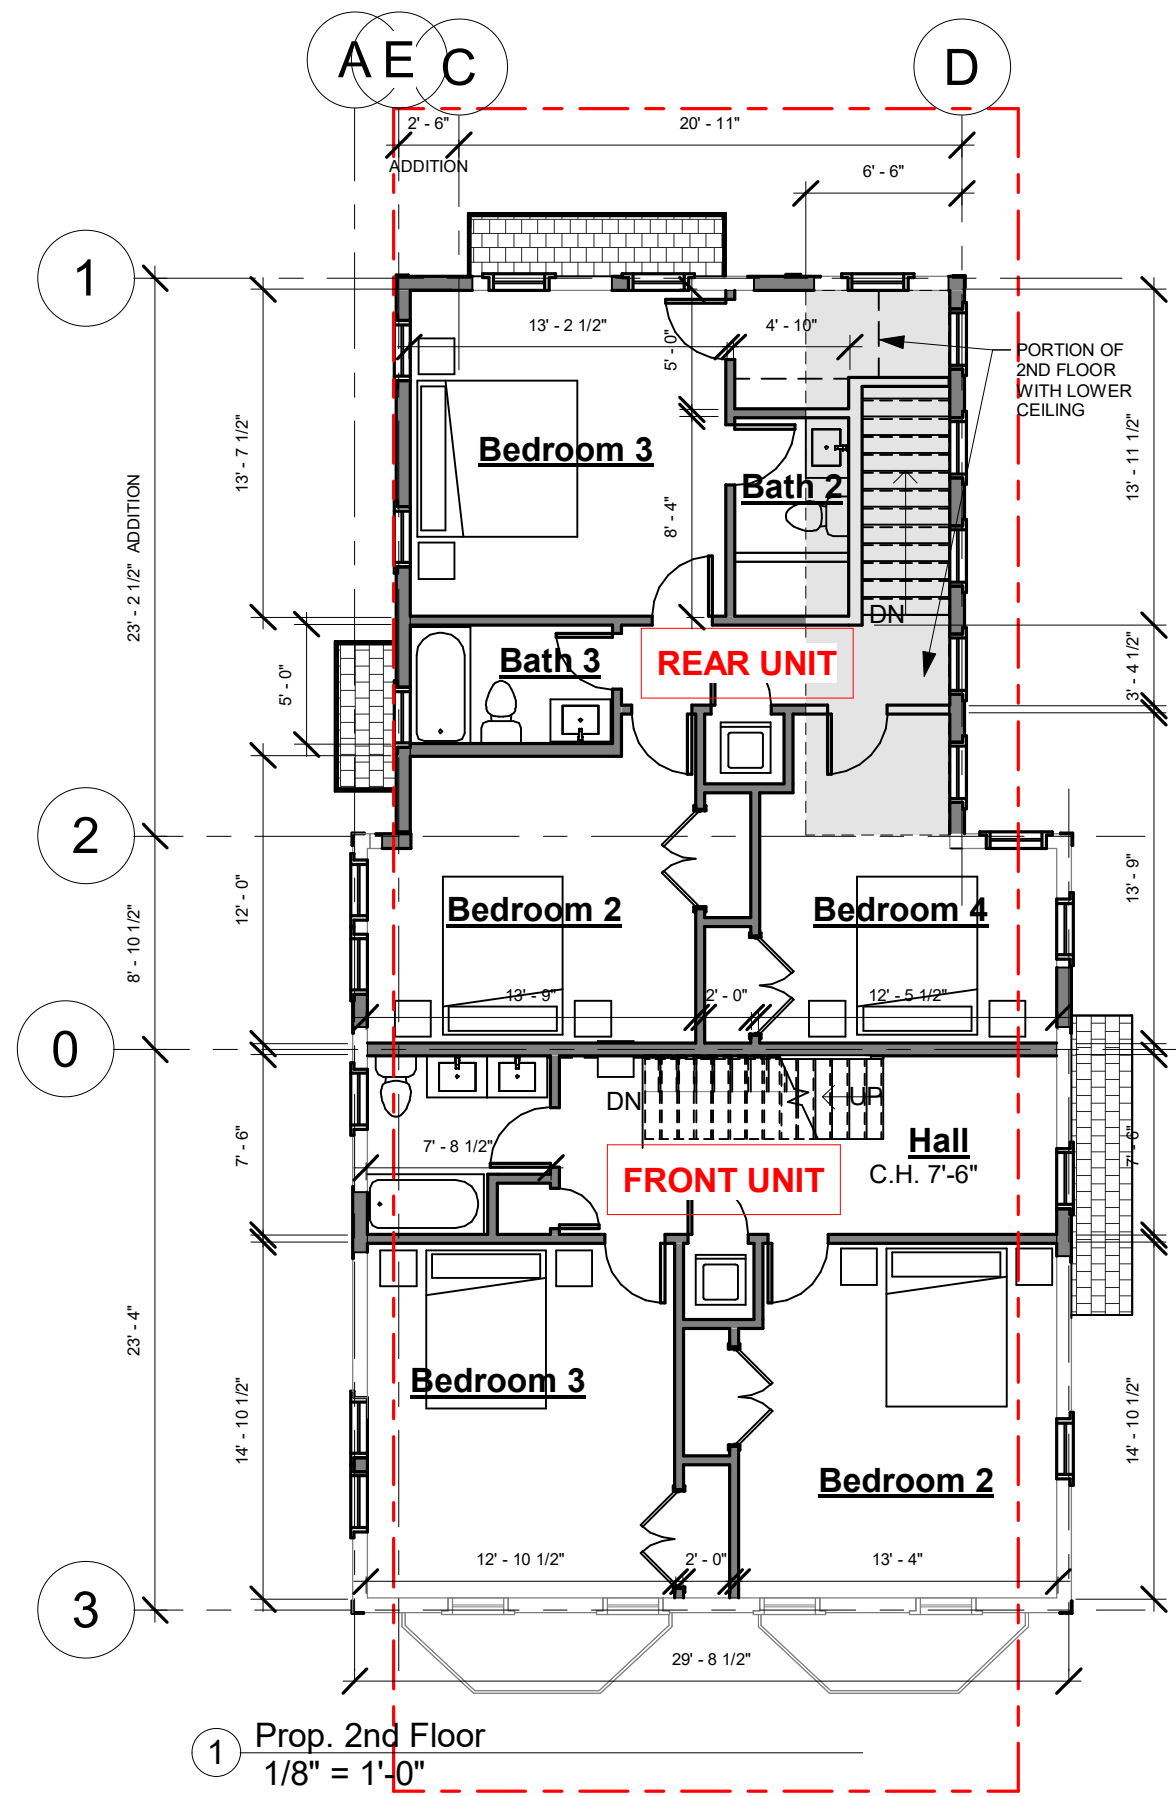 A E C D
2' - 6" 20' - 11"
ADDITION
6' - 6"
1
13' - 2 1/2" 4' - 10"
5' - 0"
PORTION OF
2ND FLOOR
WITH LOWER
CEILING
13' - 7 1/2"
Bedroom 3
13' - 11 1/2"
Bath 2
8' - 4"
23' - 2 1/2" ADDITION
DN
Bath 3
REAR UNIT
5' - 0"
3' - 4 1/2"
2
12' - 0"
13' - 9"
Bedroom 2
Bedroom 4
8' - 10 1/2"
13' - 9" 2' - 0" 12' - 5 1/2"
0
DN
UP
7' - 6"
7' - 8 1/2"
Hall
C.H. 7'-6"
7' - 6"
FRONT UNIT
23' - 4"
Bedroom 3
14' - 10 1/2"
14' - 10 1/2"
Bedroom 2
12' - 10 1/2" 2' - 0" 13' - 4"
3
29' - 8 1/2"
1 Prop. 2nd Floor
1/8" = 1'-0"